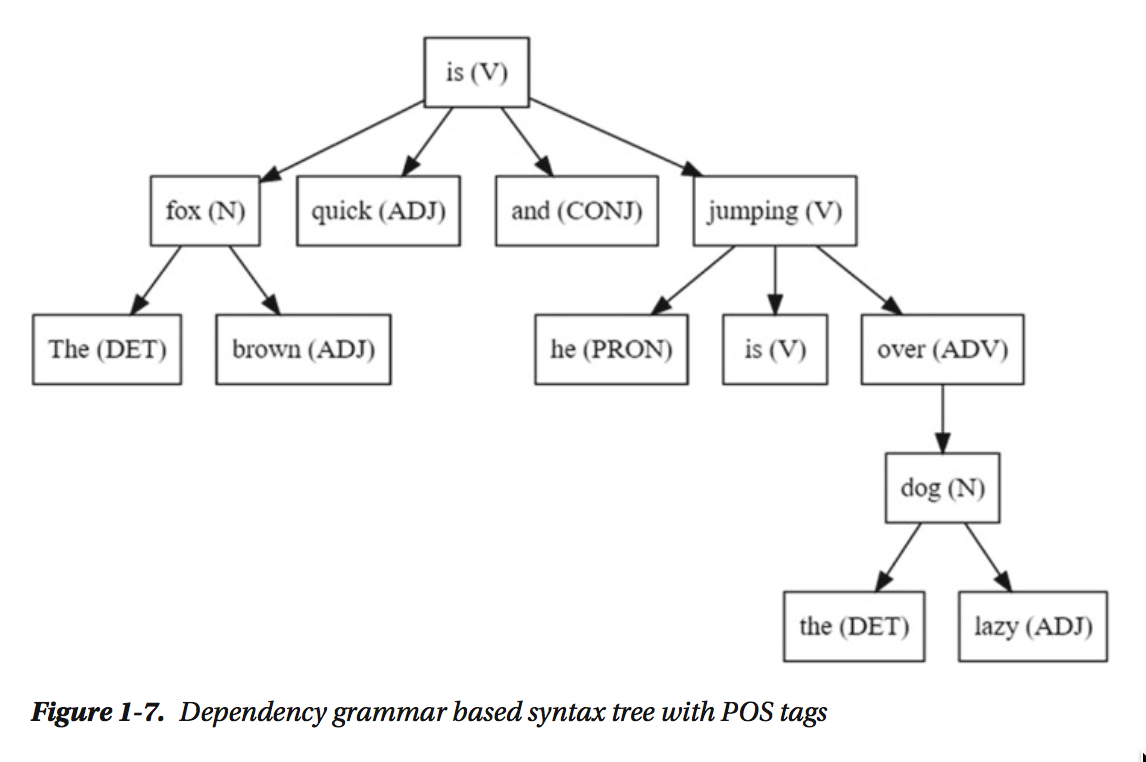 is (V)
fox (N)
quick (ADJ)
and (CONJ)
jumping (V)
The (DET)
brown (ADJ)
he (PRON)
is (V)
over (ADV)
dog (N)
the (DET)
lazy (ADJ)
Figure 1-7. Dependency grammar based syntax tree with POS tags